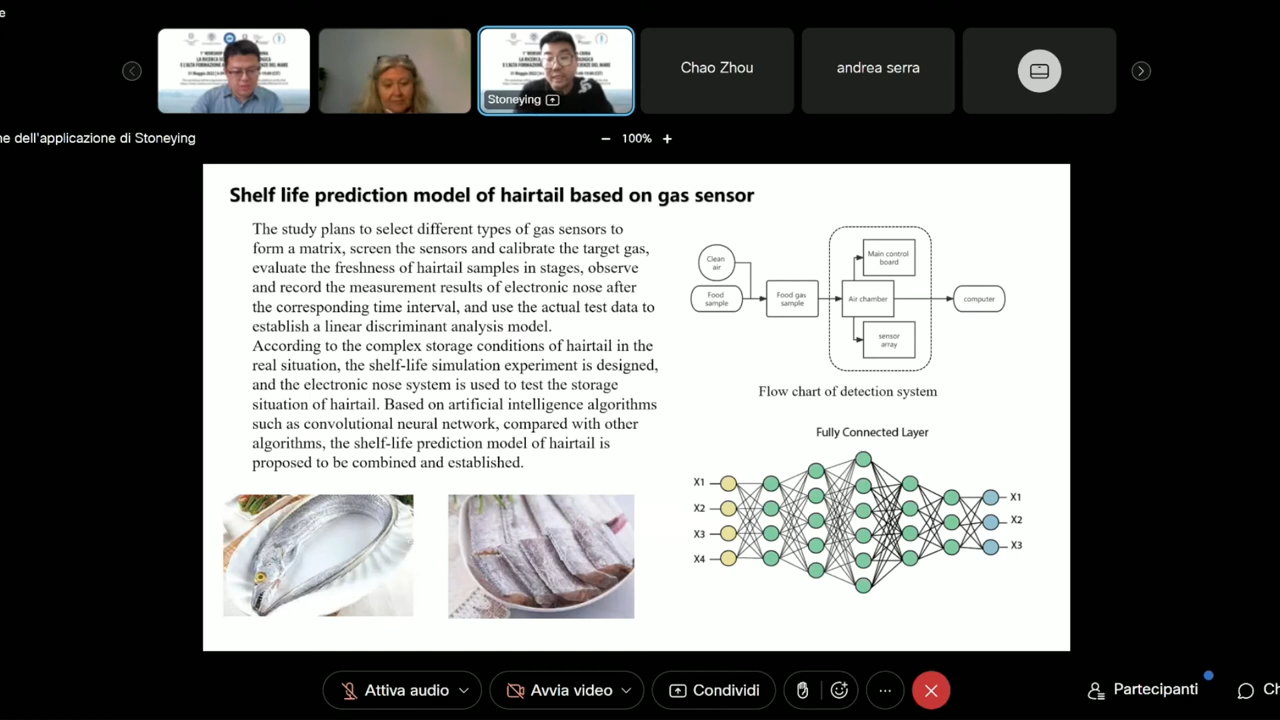 e
Stoneying
Chao Zhou
andrea serra
ne dell'applicazione di Stoneying
100%
Shelf life prediction model of hairtail based on gas sensor
The study plans to select different types of gas sensors to
form a matrix, screen the sensors and calibrate the target gas,
evaluate the freshness of hairtail samples in stages, observe
and record the measurement results of electronic nose after
the corresponding time interval, and use the actual test data to
establish a linear discriminant analysis model.
According to the complex storage conditions of hairtail in the
real situation, the shelf-life simulation experiment is designed,
and the electronic nose system is used to test the storage
situation of hairtail. Based on artificial intelligence algorithms
such as convolutional neural network, compared with other
algorithms, the shelf-life prediction model of hairtail is
proposed to be combined and established.
Clean
air
Food
sample
Food gas
sample
Main control
board
Air chamber
sensor
array
computer
Flow chart of detection system
Fully Connected Layer
X1
X2
X3
X4
X1
X2
X3
Attiva audio
Avvia video
Condividi
Partecipanti
Ch